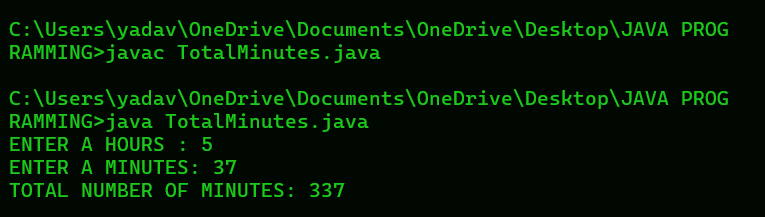 C:\Users\yadav\OneDrive\Documents\OneDrive\Desktop\JAVA PROG
RAMMING>javac TotalMinutes.java
C:\Users\yadav\OneDrive\Documents\OneDrive\Desktop\JAVA PROG
RAMMING>java TotalMinutes.java
ENTER A HOURS : 5
ENTER A MINUTES: 37
TOTAL NUMBER OF MINUTES: 337